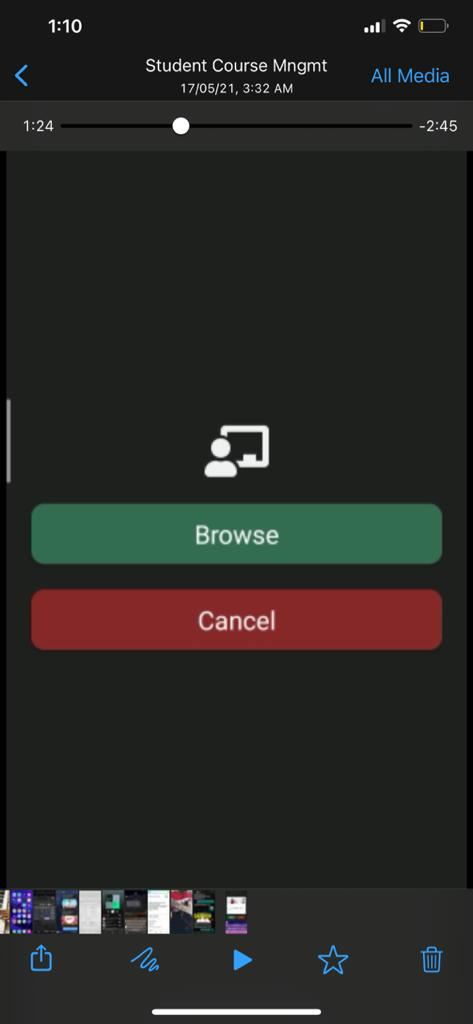 1:10
Student Course Mngmt
17/05/21, 3:32 AM
All Media
1:24
-2:45
Browse
Cancel